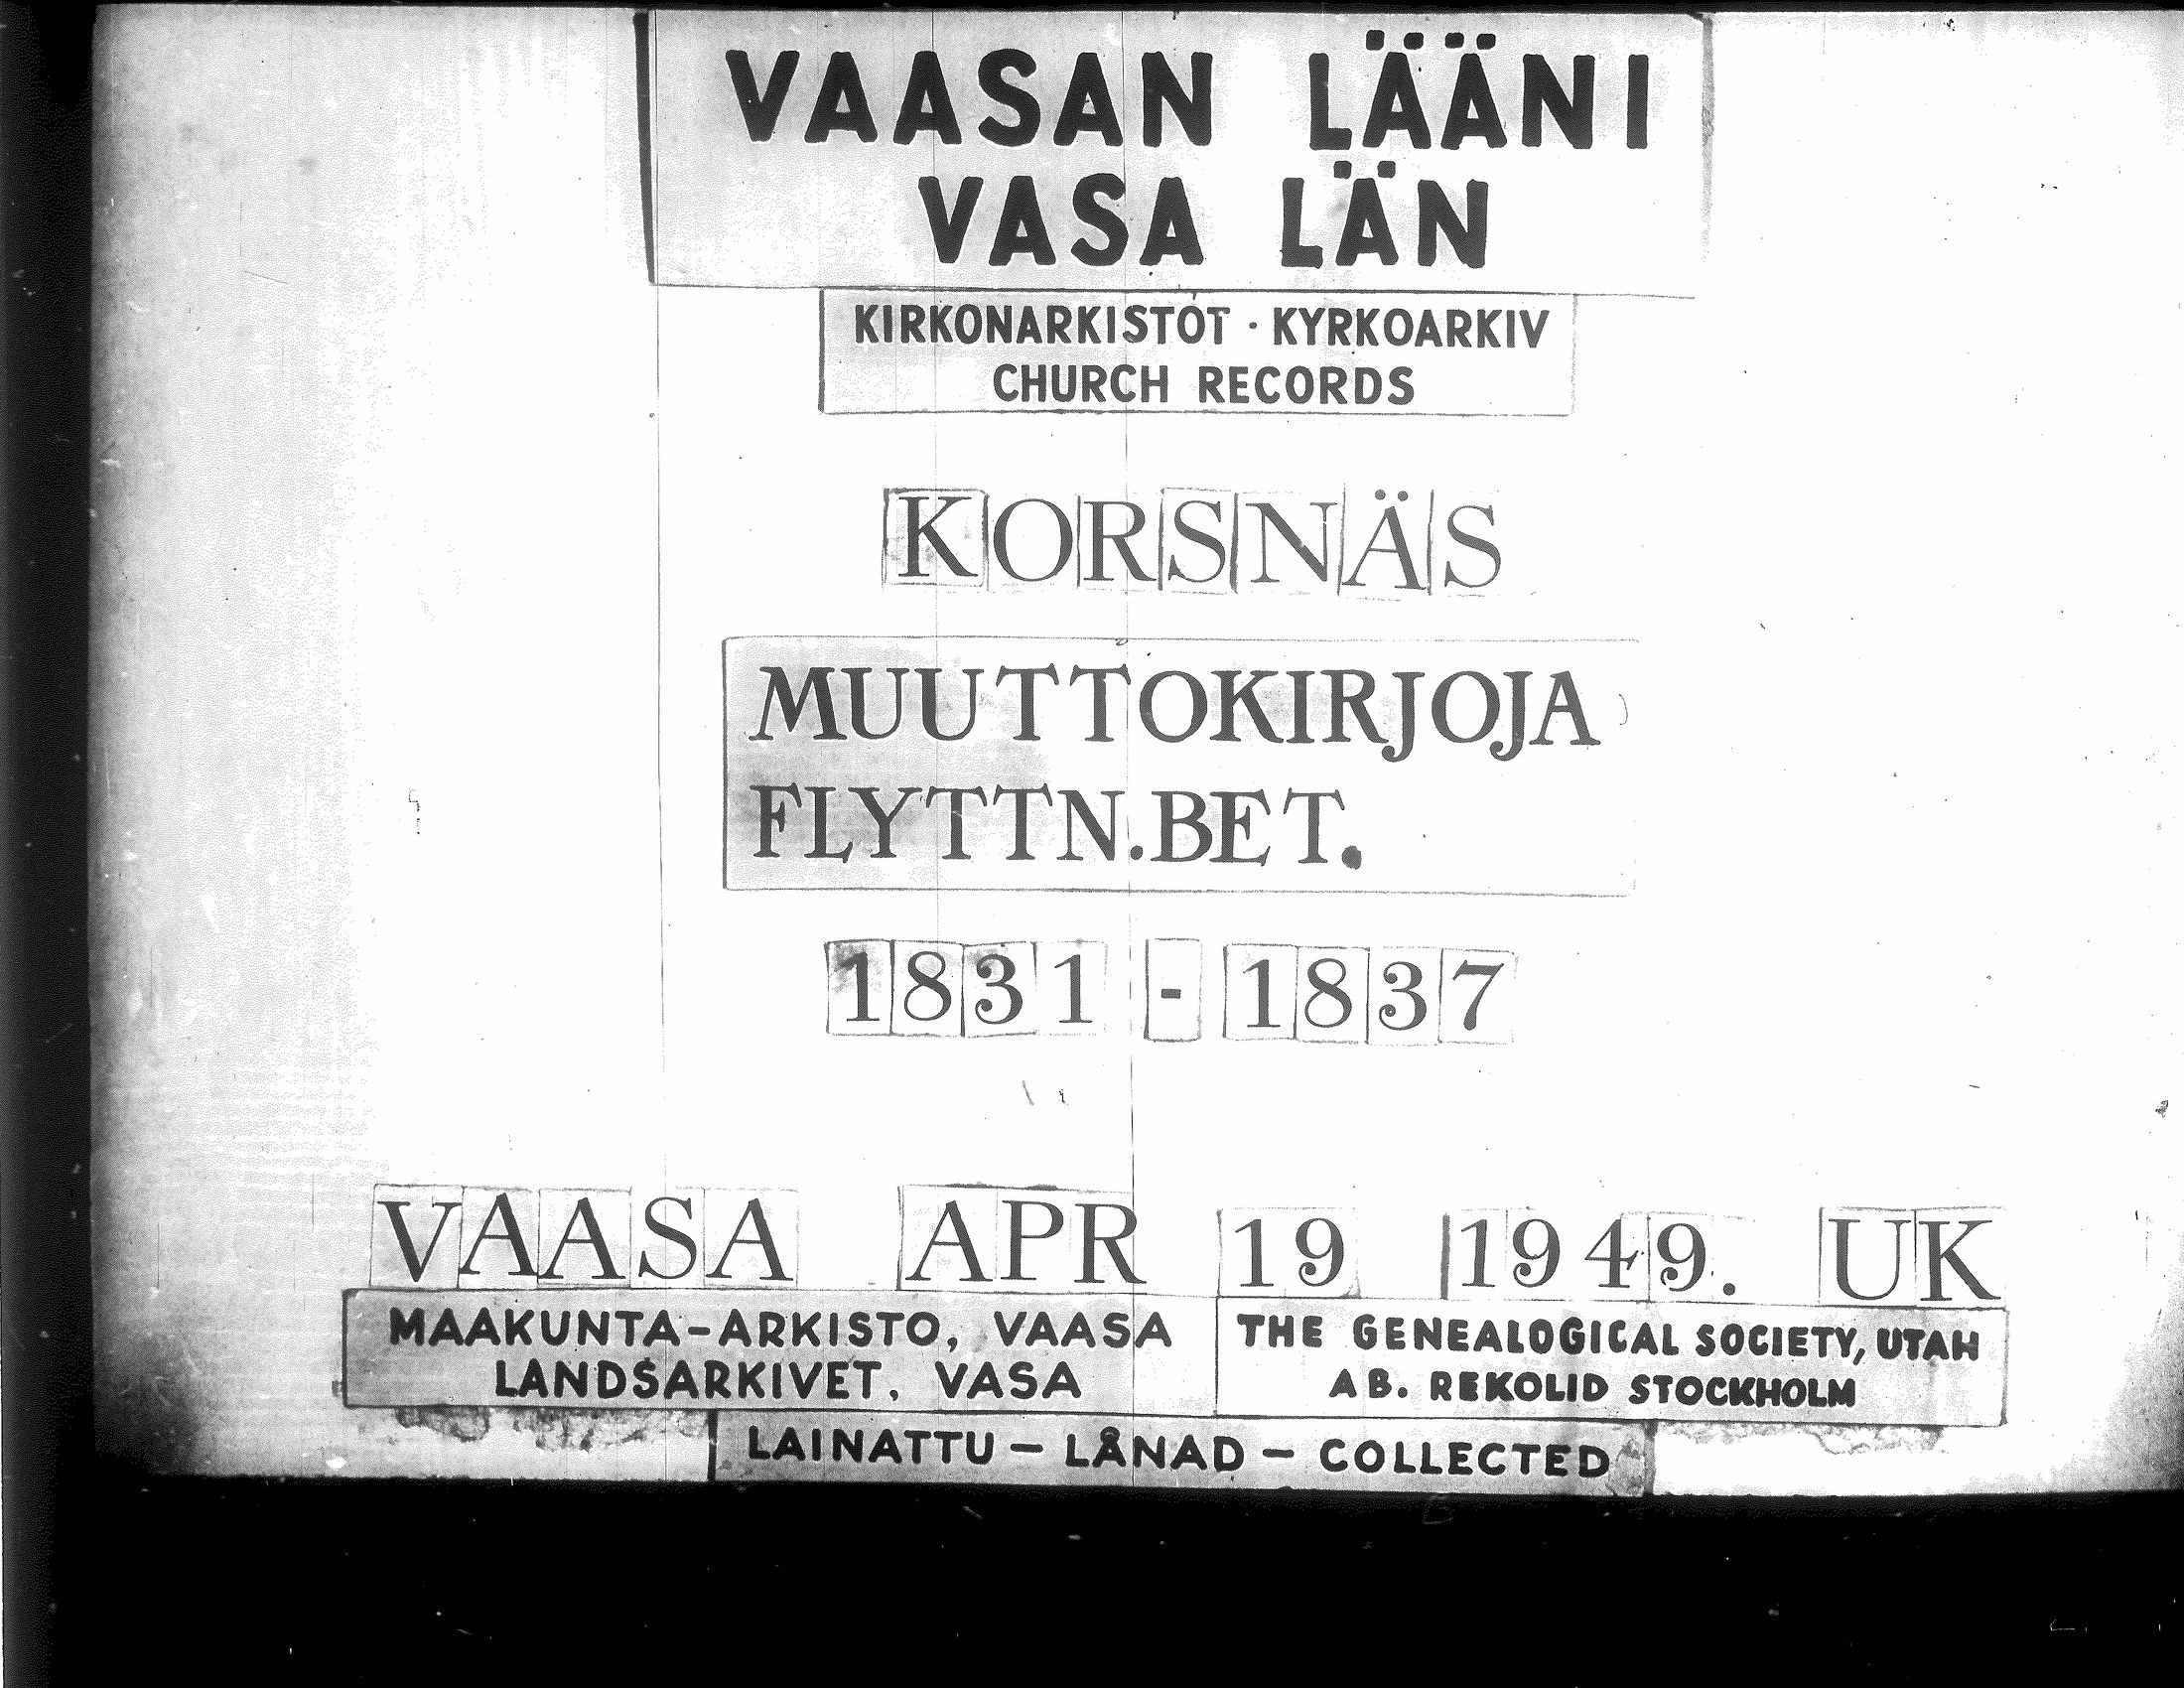 VAASAN LÄÄNI
VASA LÄN
KIRKONARKISTOT · KYRKOARKIV
CHURCH RECORDS
KORSNÄS
MUUTTOKIRJOJA
FLYTTN.BET.
1831 - 1837
VAASA APR 19 1949. UK
MAAKUNTA-ARKISTO, VAASA
LANDSARKIVET, VASA
THE GENEALOGICAL SOCIETY, UTAH
AB. REKOLID STOCKHOLM
LAINATTU - LÅNAD - COLLECTED